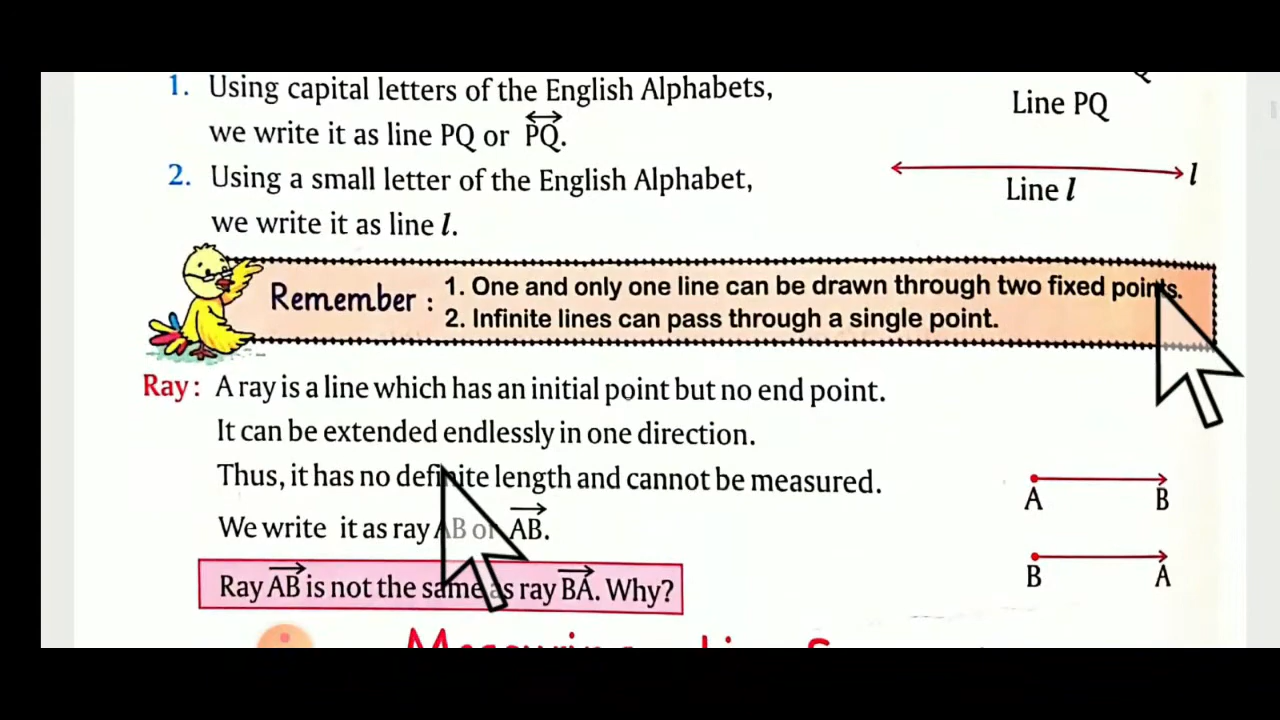 1. Using capital letters of the English Alphabets,
we write it as line PQ or PQ.
Line PQ
2. Using a small letter of the English Alphabet,
we write it as line l.
l
Line l
Remember : 1. One and only one line can be drawn through two fixed points.
2. Infinite lines can pass through a single point.
Ray : A ray is a line which has an initial point but no end point.
It can be extended endlessly in one direction.
Thus, it has no definite length and cannot be measured.
A B
We write it as ray AB or AB.
B A
Ray AB is not the same as ray BA. Why?